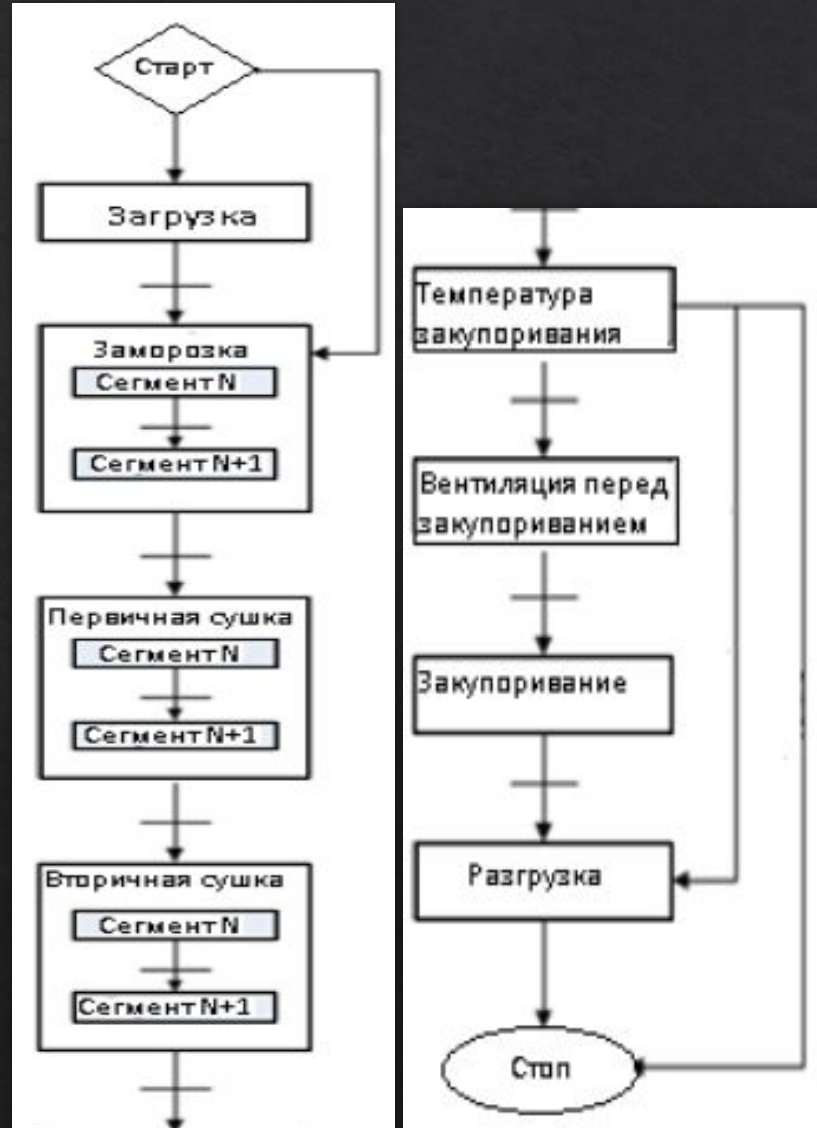 Старт
Загрузка
Заморозка
Сегмент N
Сегмент N+1
Первичная сушка
Сегмент N
Сегмент N+1
Вторичная сушка
Сегмент N
Сегмент N+1
Температура
закупоривания
Вентиляция перед
закупориванием
Закупоривание
Разгрузка
Стоп